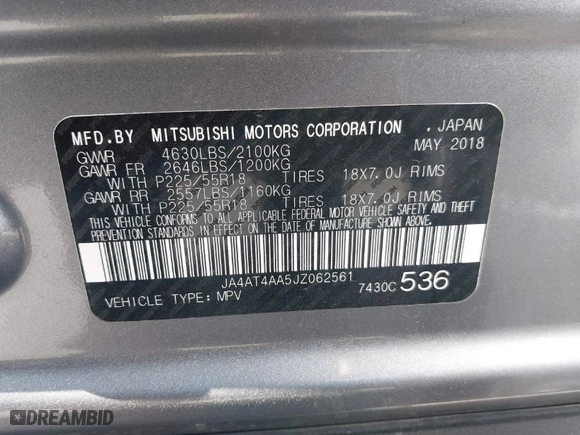 MFD.BY MITSUBISHI MOTORS CORPORATION , JAPAN
GVWR 4630LBS/2100KG MAY 2018
GAWR FR 2646LBS/1200KG
WITH P225/55R18 TIRES 18X7.0J RIMS
GAWR RR 2557LBS/1160KG
WITH P225/55R18 TIRES 18X7.0J RIMS
THIS VEHICLE CONFORMS TO ALL APPLICABLE FEDERAL MOTOR VEHICLE SAFETY AND THEFT
PREVENTION STANDARDS IN EFFECT ON THE DATE OF MANUFACTURE SHOWN ABOVE.
JA4AT4AA5JZ062561
VEHICLE TYPE: MPV 7430C 536
DREAMBID